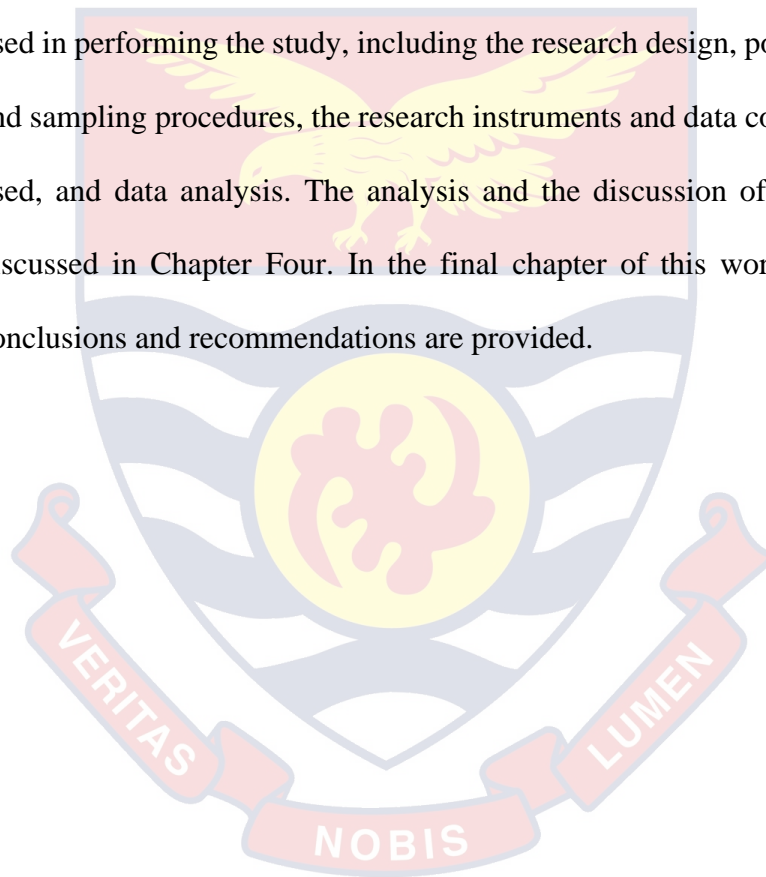 sed in performing the study, including the research design, po
nd sampling procedures, the research instruments and data co
sed, and data analysis. The analysis and the discussion of
iscussed in Chapter Four. In the final chapter of this wor
onclusions and recommendations are provided.
VERITAS
NOBIS
LUMEN